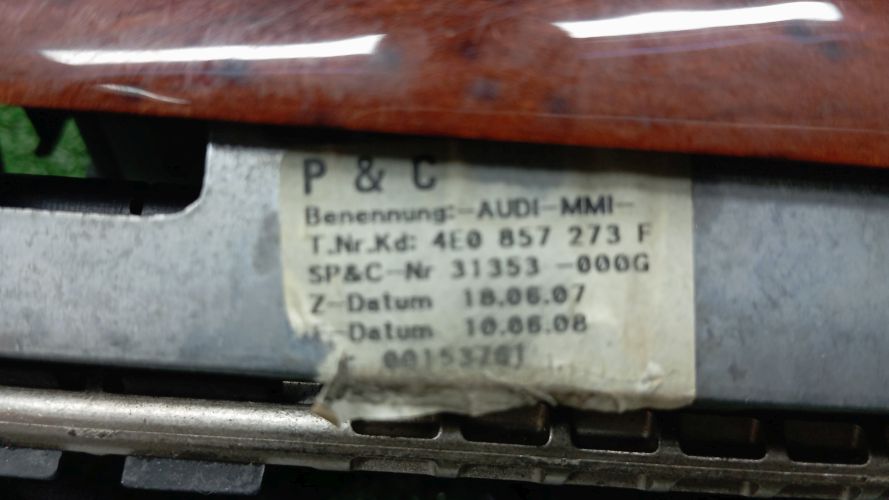 P & C
Benennung:-AUDI-MMI-
T.Nr.Kd: 4E0 857 273 F
SP&C-Nr 31353 -000G
Z-Datum 18.06.07
-Datum 10.06.08